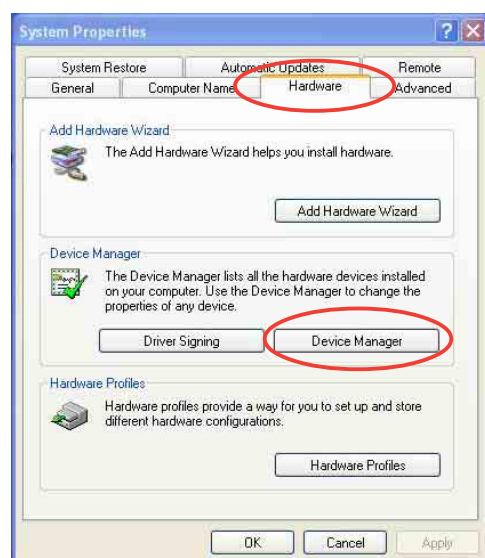 System Properties
System Restore Automatic Updates Remote
General Computer Name Hardware Advanced
Add Hardware Wizard
The Add Hardware Wizard helps you install hardware.
Add Hardware Wizard
Device Manager
The Device Manager lists all the hardware devices installed
on your computer. Use the Device Manager to change the
properties of any device.
Driver Signing Device Manager
Hardware Profiles
Hardware profiles provide a way for you to set up and store
different hardware configurations.
Hardware Profiles
OK Cancel Apply